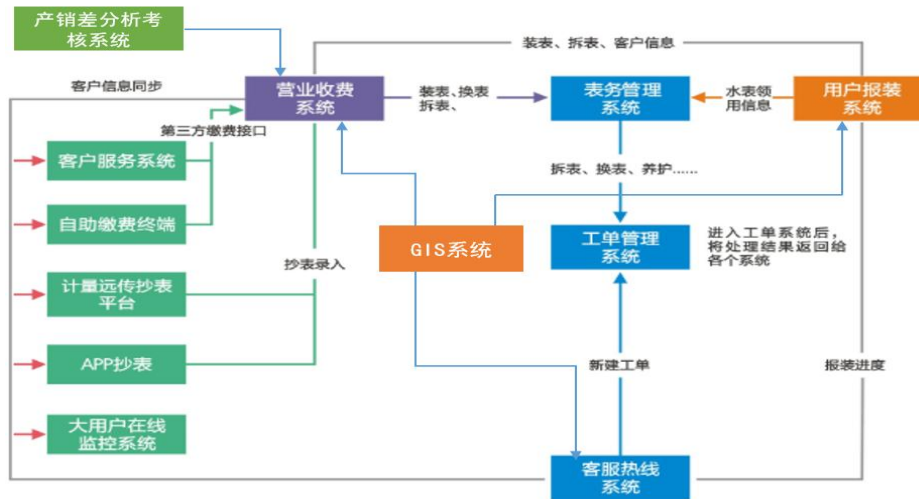 产销差分析考
核系统
装表、拆表、客户信息
客户信息同步
营业收费
系统
装表、换表
拆表、
表务管理
系统
水表领
用信息
用户报装
系统
第三方缴费接口
客户服务系统
拆表、换表、养护......
自助缴费终端
GIS系统
工单管理
系统
进入工单系统后，
将处理结果返回给
各个系统
抄表录入
计量远传抄表
平台
APP抄表
新建工单
报装进度
大用户在线
监控系统
客服热线
系统